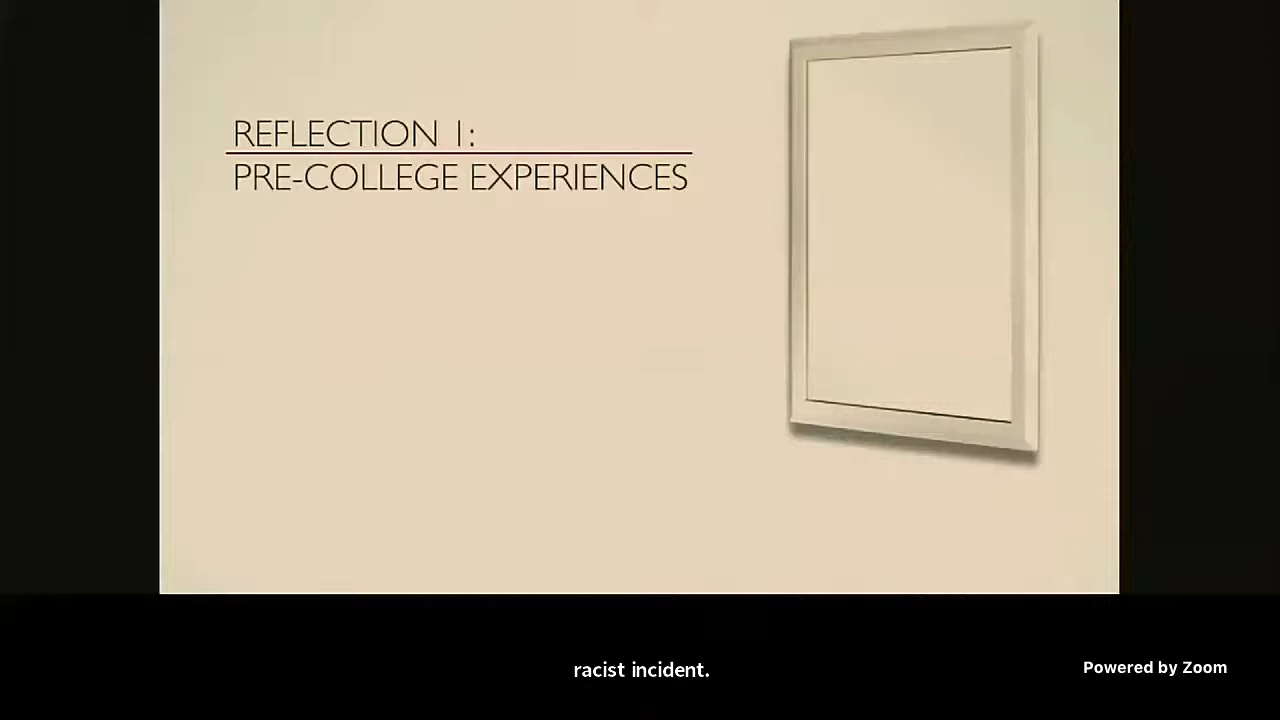 REFLECTION 1:
PRE-COLLEGE EXPERIENCES
racist incident.
Powered by Zoom